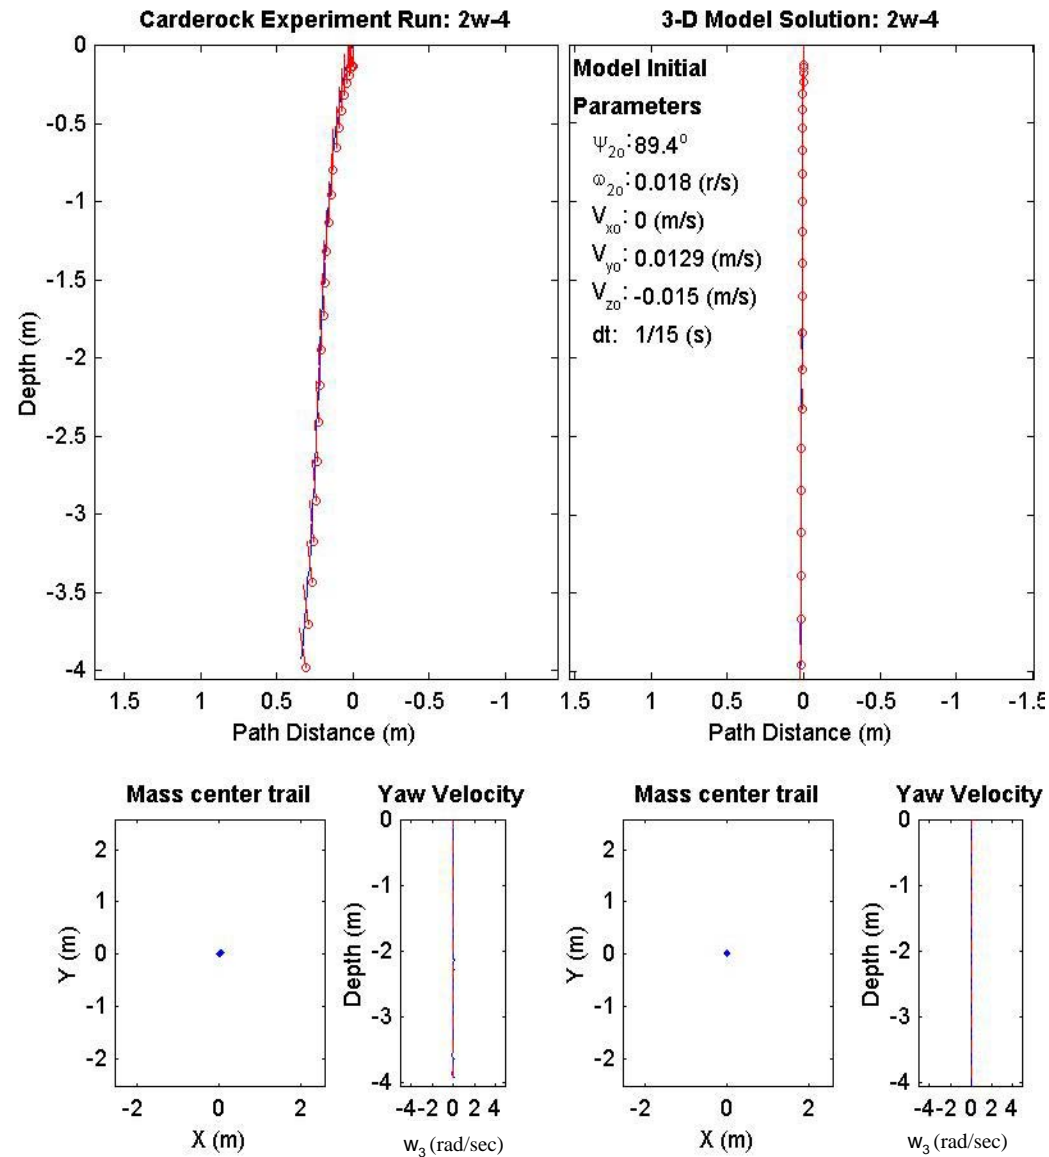 Carderock Experiment Run: 2w-4
3-D Model Solution: 2w-4
0
-0.5
-1
-1.5
-2
-2.5
-3
-3.5
-4
Depth (m)
1.5 1 0.5 0 -0.5 -1
Path Distance (m)
Model Initial
Parameters
Ψ2o: 89.4°
ω2o: 0.018 (r/s)
Vxo: 0 (m/s)
Vyo: 0.0129 (m/s)
Vzo: -0.015 (m/s)
dt: 1/15 (s)
1.5 1 0.5 0 -0.5 -1 -1.5
Path Distance (m)
Mass center trail
2
1
0
-1
-2
Y (m)
-2 0 2
X (m)
Yaw Velocity
0
-1
-2
-3
-4
Depth (m)
-4 -2 0 2 4
w3 (rad/sec)
Mass center trail
2
1
0
-1
-2
Y (m)
-2 0 2
X (m)
Yaw Velocity
0
-1
-2
-3
-4
Depth (m)
-4 -2 0 2 4
w3 (rad/sec)